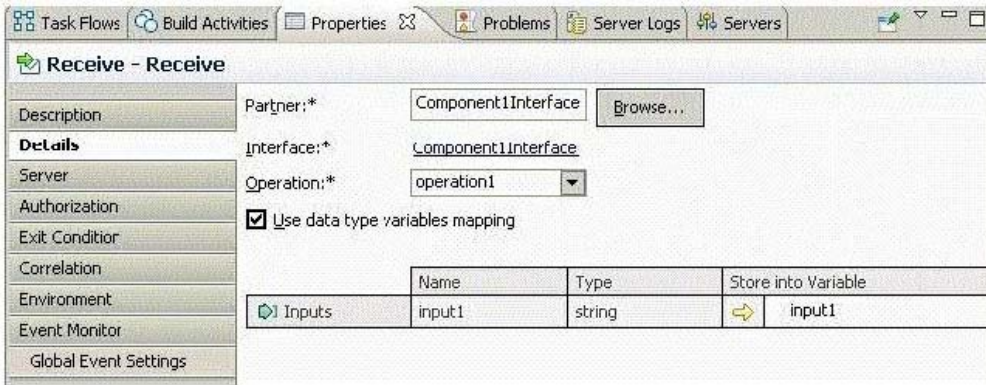 Task Flows Build Activities Properties Problems Server Logs Servers
Receive - Receive
Description
Details
Server
Authorization
Exit Condition
Correlation
Environment
Event Monitor
Global Event Settings
Partner:* Component1Interface Browse...
Interface:* Component1Interface
Operation:* operation1
Use data type variables mapping
Name Type Store into Variable
Inputs input1 string input1